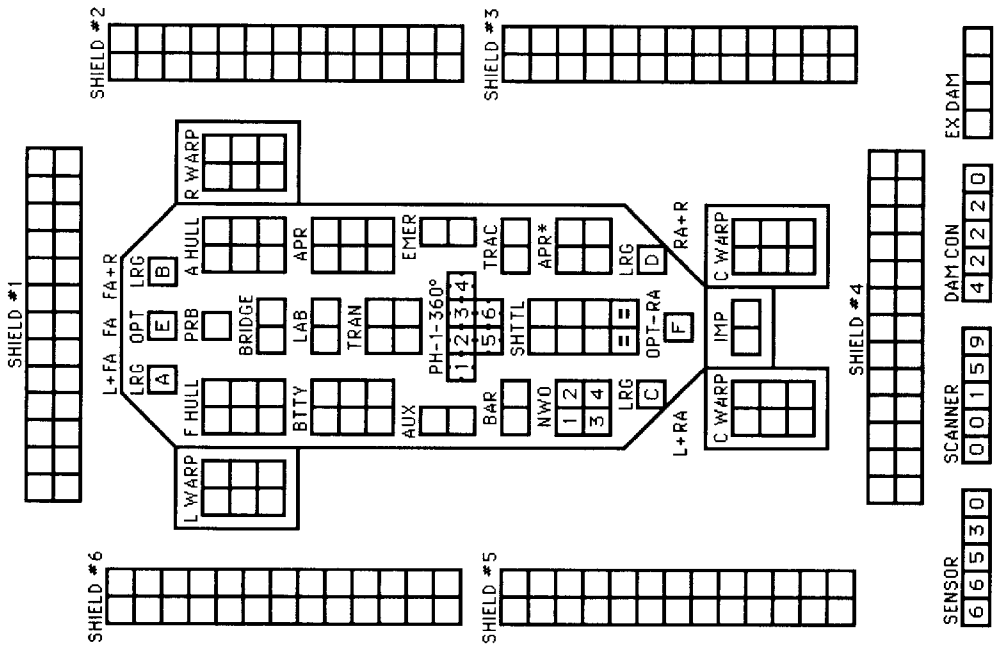 SHIELD #1
SHIELD #2
SHIELD #3
SHIELD #4
SHIELD #5
SHIELD #6
L+FA FA FA+R
LRG OPT LRG
A E B
L WARP
R WARP
F HULL
PRB
A HULL
BRIDGE
BTTY
LAB
APR
TRAN
AUX
PH-1-360°
1 2 3 4
5 6
EMER
BAR
SHTTL
= =
TRAC
NWO
1 2
3 4
APR*
LRG OPT-RA LRG
C F D
L+RA
RA+R
C WARP
IMP
C WARP
SENSOR
6 6 5 3 0
SCANNER
0 0 1 5 9
DAM CON
4 2 2 2 0
EX DAM